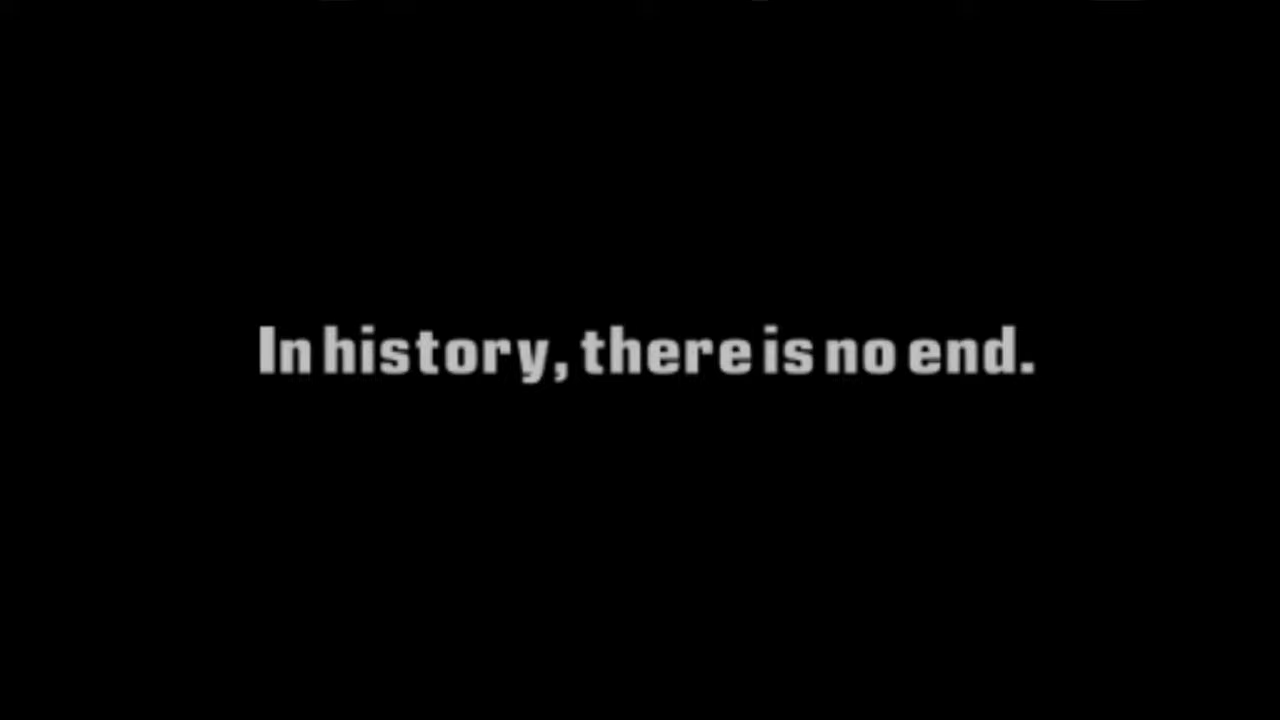 In history, there is no end.